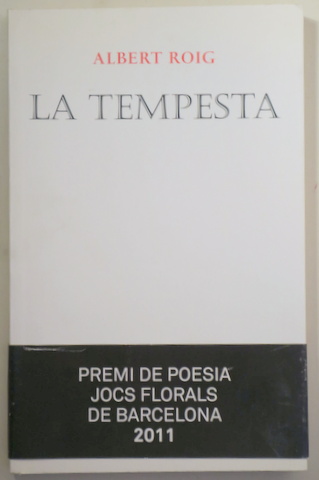 ALBERT ROIG
LA TEMPESTA
PREMI DE POESIA
JOCS FLORALS
DE BARCELONA
2011